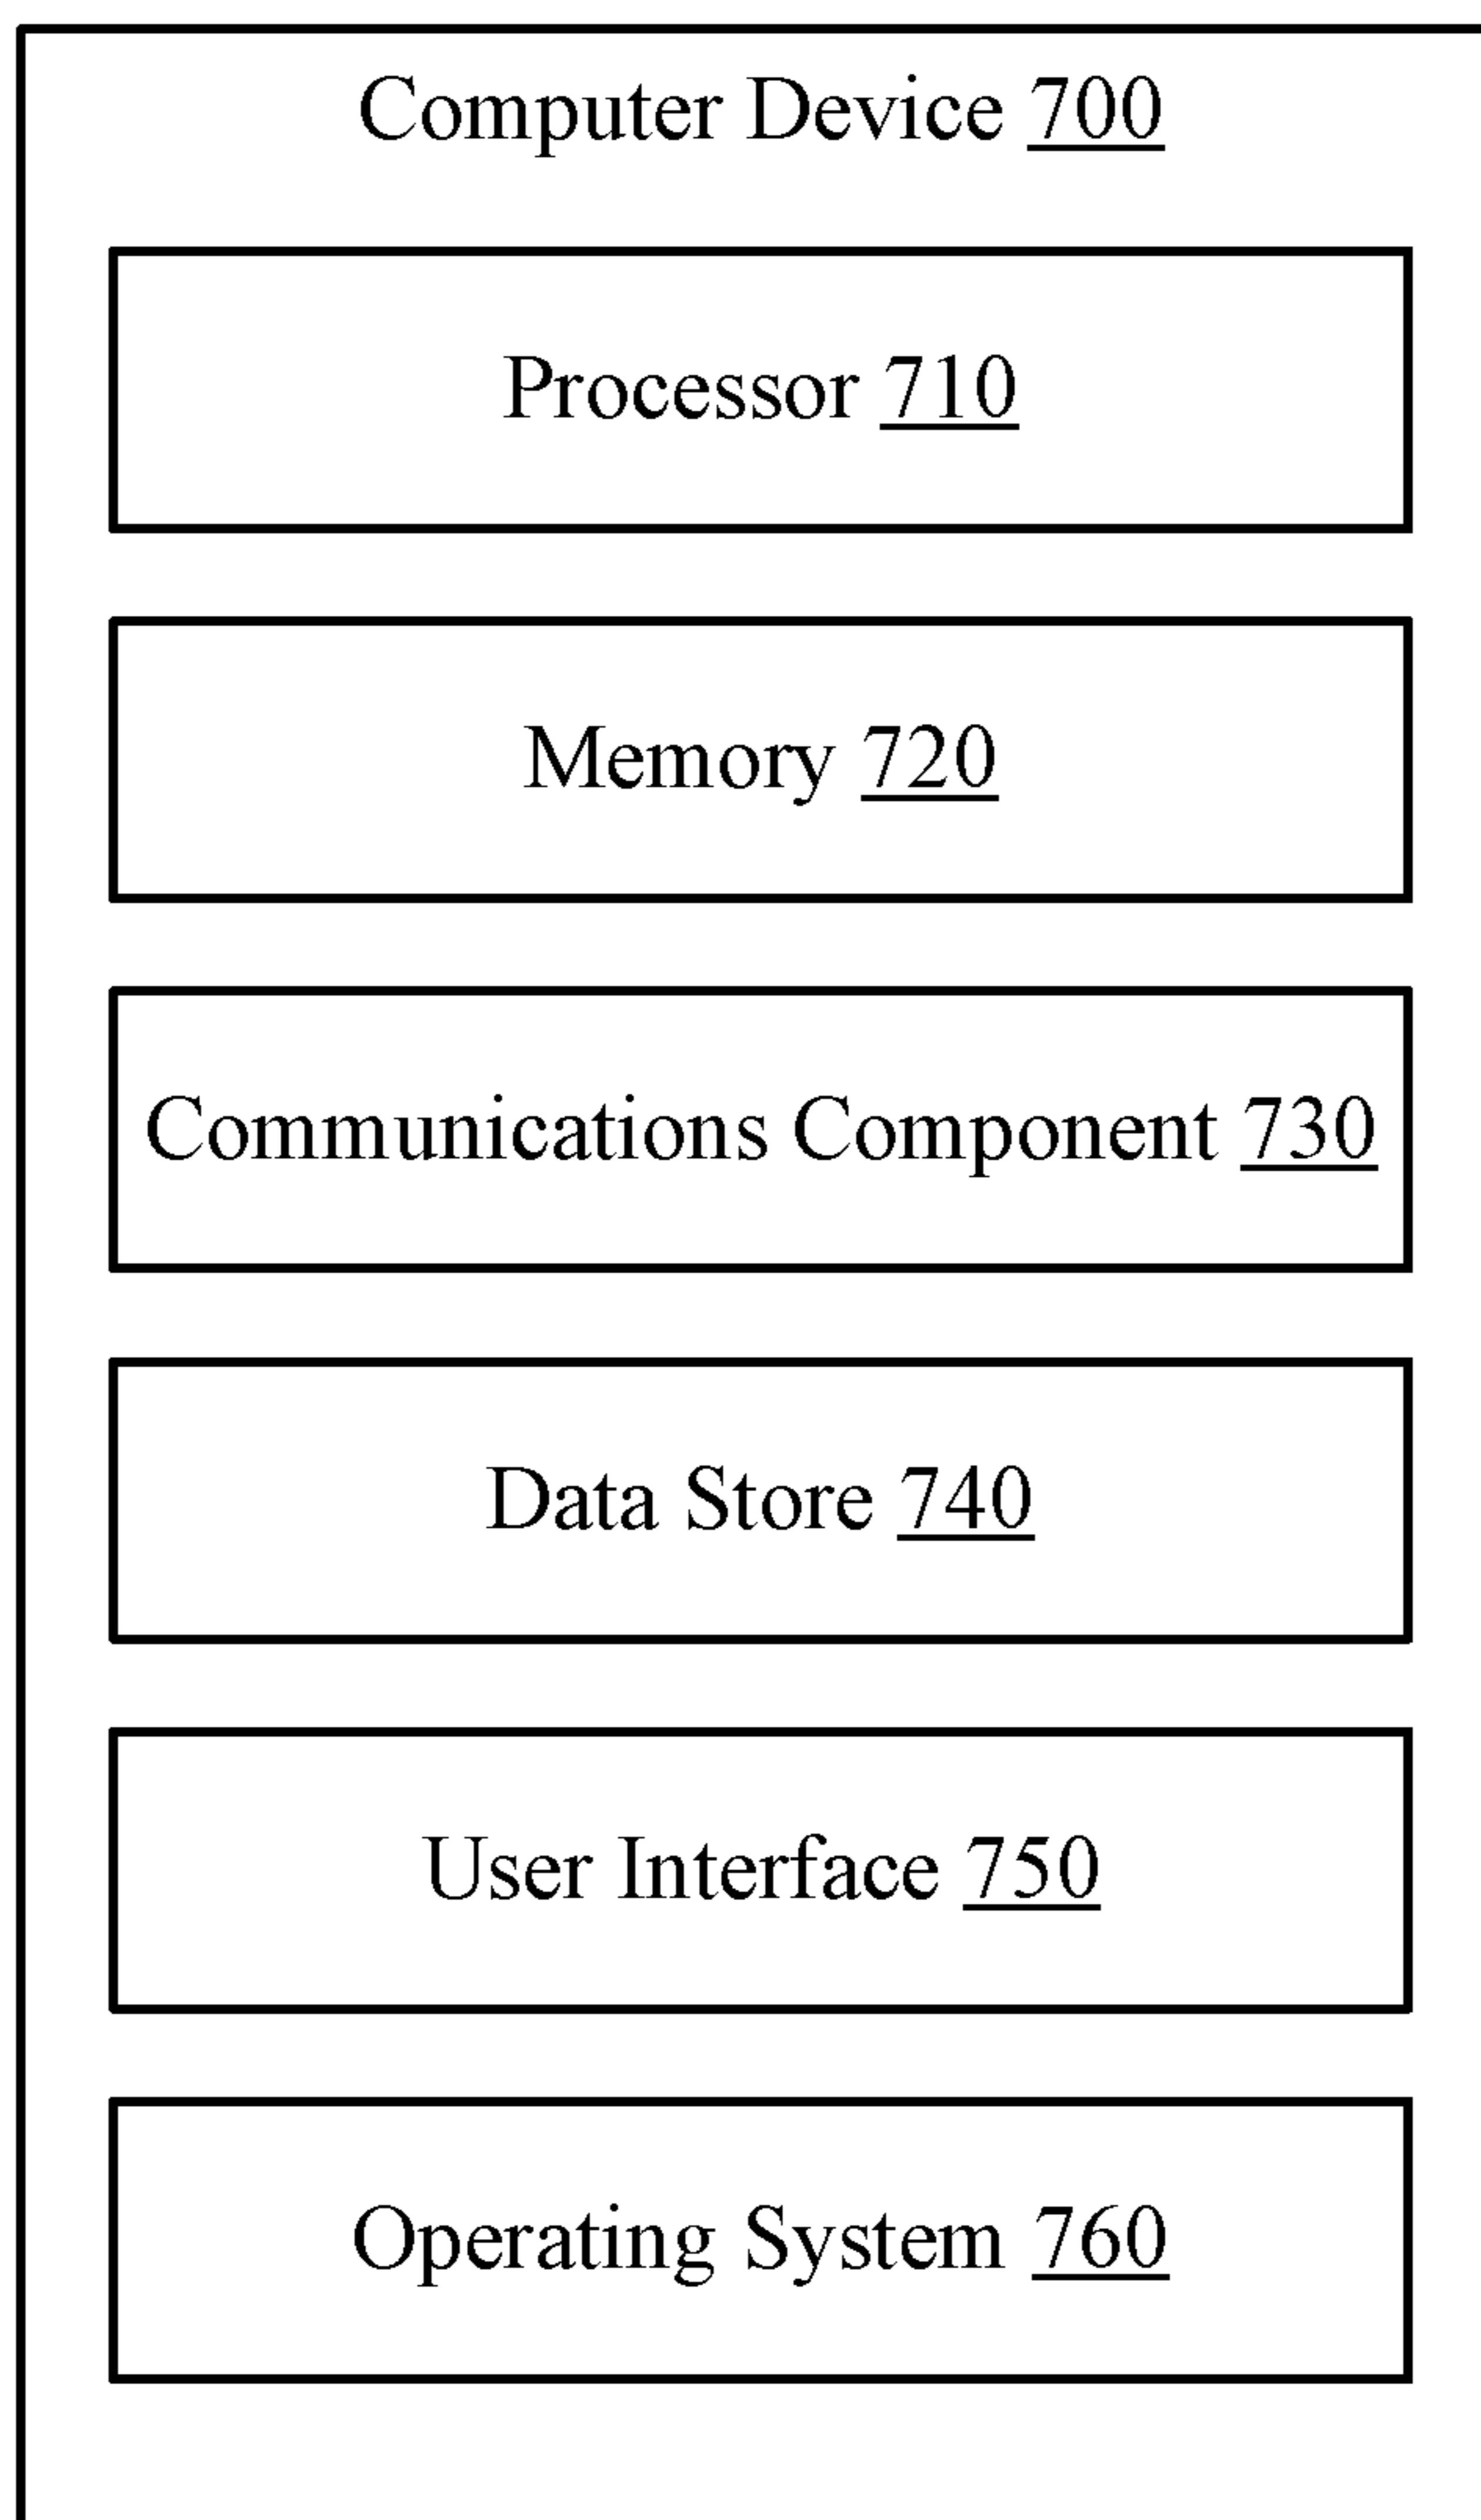 Computer Device 700
Processor 710
Memory 720
Communications Component 730
Data Store 740
User Interface 750
Operating System 760